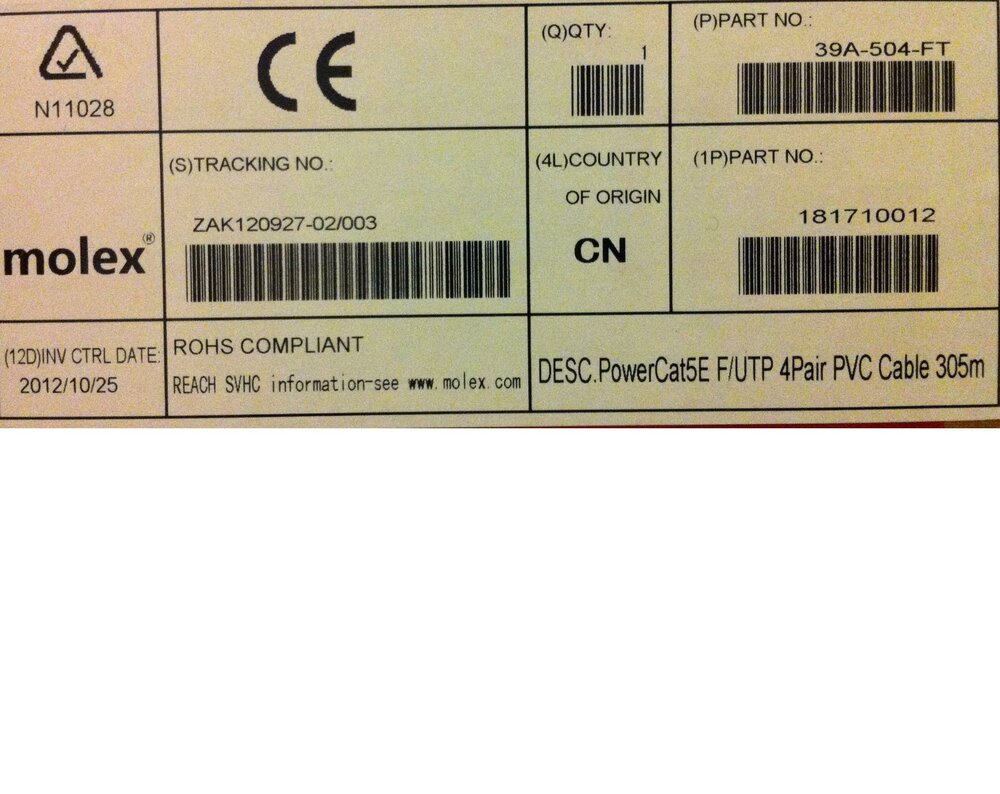 N11028
CE
(Q)QTY:
1
(P)PART NO.:
39A-504-FT
molex®
(S)TRACKING NO.:
ZAK120927-02/003
(4L)COUNTRY
OF ORIGIN
CN
(1P)PART NO.:
181710012
(12D)INV CTRL DATE:
2012/10/25
ROHS COMPLIANT
REACH SVHC information-see www.molex.com
DESC.PowerCat5E F/UTP 4Pair PVC Cable 305m